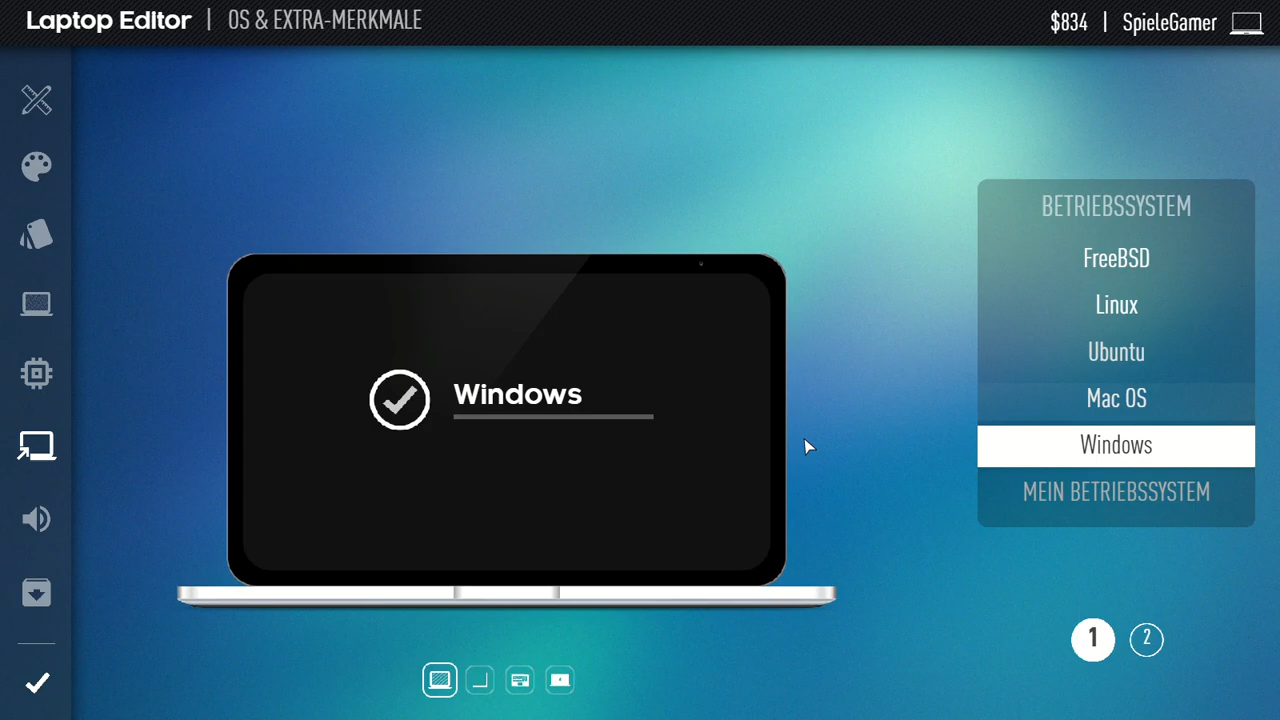 Laptop Editor | OS & EXTRA-MERKMALE
$834 | SpieleGamer
BETRIEBSSYSTEM
FreeBSD
Linux
Ubuntu
Mac OS
Windows
MEIN BETRIEBSSYSTEM
Windows
1 2